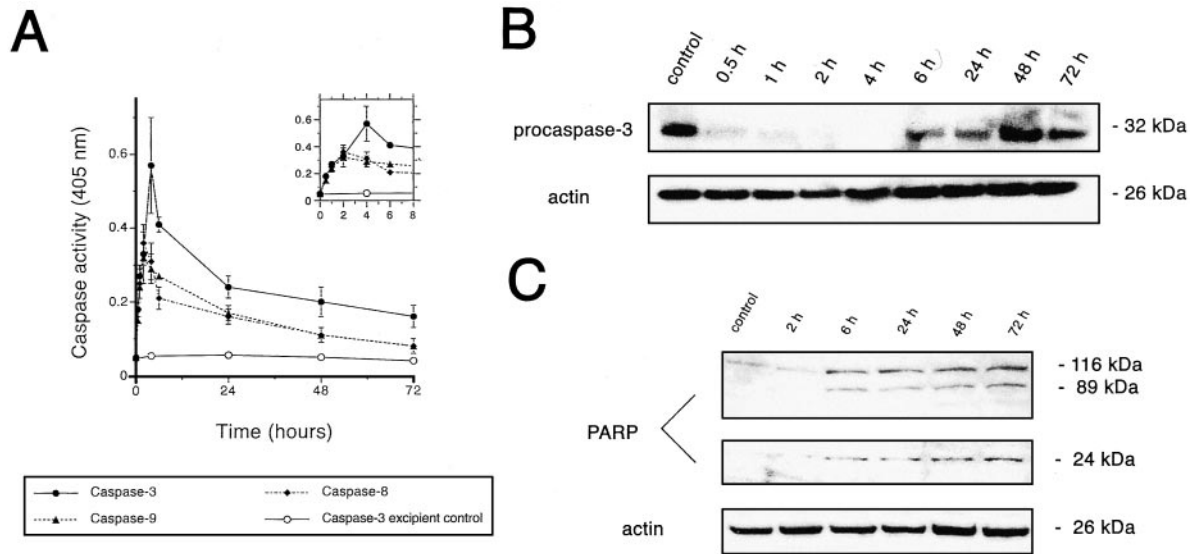 A
Caspase activity (405 nm)
0.6
0.4
0.2
0
0 24 48 72
Time (hours)
0.6
0.4
0.2
0
0 2 4 6 8
Caspase-3
Caspase-8
Caspase-9
Caspase-3 excipient control
B
control 0.5 h 1 h 2 h 4 h 6 h 24 h 48 h 72 h
procaspase-3 - 32 kDa
actin - 26 kDa
C
control 2 h 6 h 24 h 48 h 72 h
- 116 kDa
- 89 kDa
PARP
- 24 kDa
actin - 26 kDa